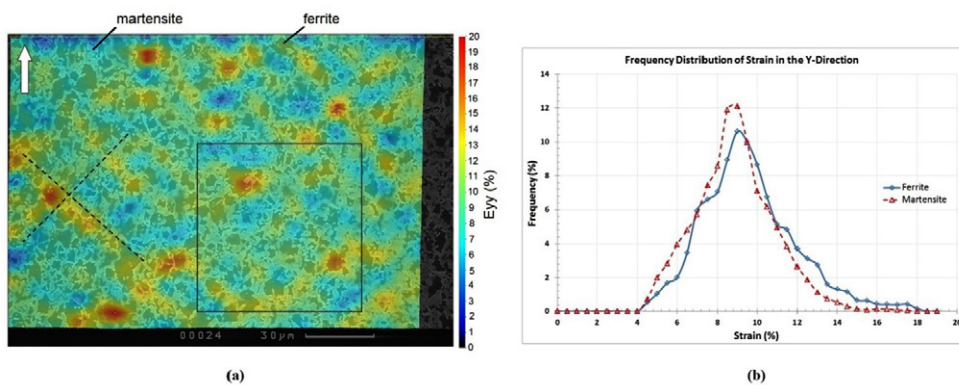 martensite
ferrite
20
19
18
17
16
15
14
13
12
11
10
9
8
7
6
5
4
3
2
1
0
Eyy (%)
00024 30µm
(a)
Frequency Distribution of Strain in the Y-Direction
Frequency (%)
14
12
10
8
6
4
2
0
0 2 4 6 8 10 12 14 16 18 20
Strain (%)
Ferrite
Martensite
(b)